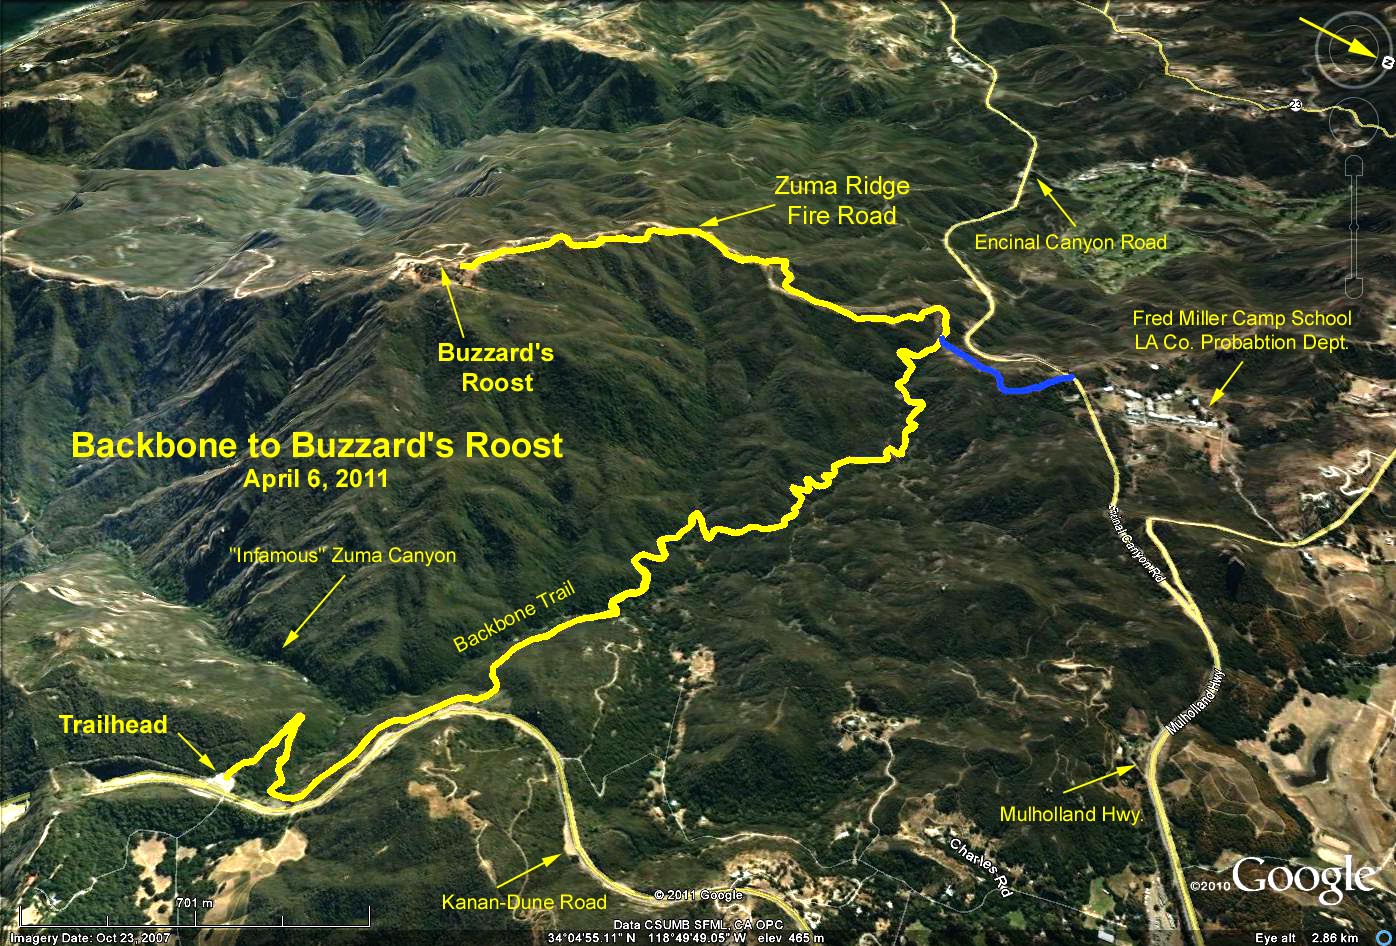 N
23
Zuma Ridge
Fire Road
Encinal Canyon Road
Fred Miller Camp School
LA Co. Probabtion Dept.
Buzzard's
Roost
Backbone to Buzzard's Roost
April 6, 2011
"Infamous" Zuma Canyon
Backbone Trail
Canyon Rd
Mulholland Hwy
Trailhead
Mulholland Hwy.
Charles Rd
Kanan-Dune Road
© 2011 Google
©2010 Google
701 m
Data CSUMB SFML, CA OPC
Imagery Date: Oct 23, 2007
34°04'55.11" N 118°49'49.05" W elev 465 m
Eye alt 2.86 km